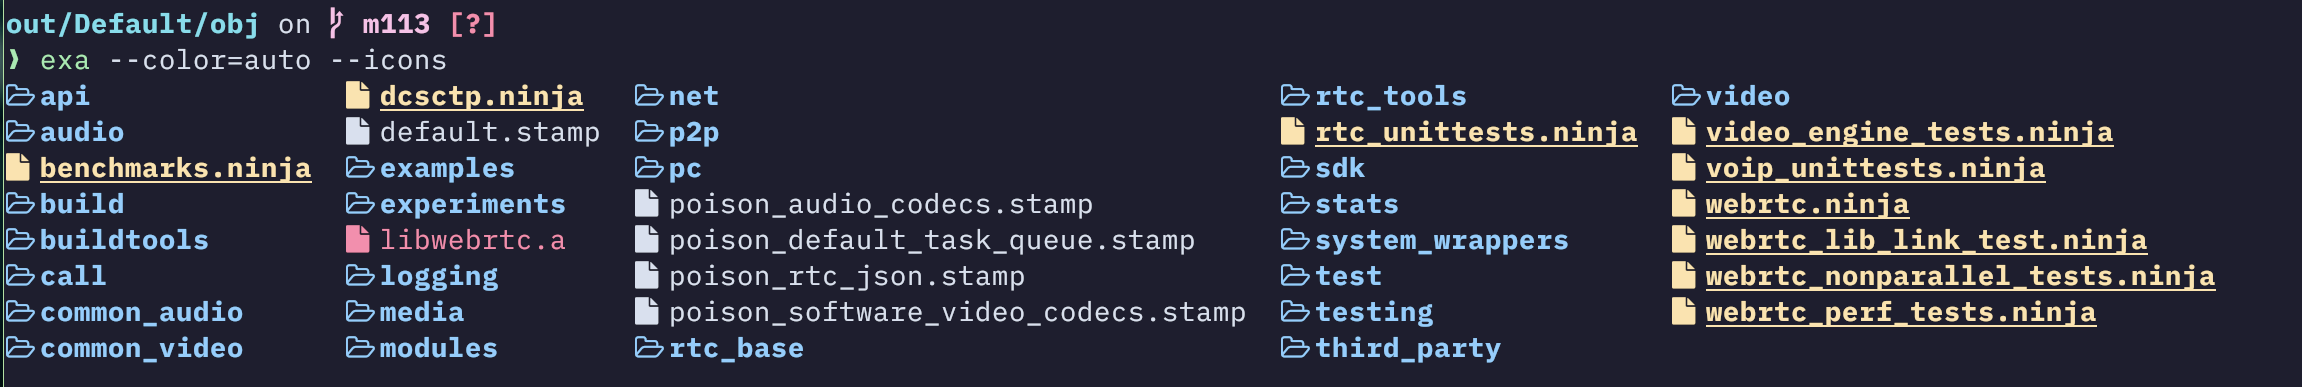 out/Default/obj on m113 [?]
❯ exa --color=auto --icons
api dcsctp.ninja net rtc_tools video
audio default.stamp p2p rtc_unittests.ninja video_engine_tests.ninja
benchmarks.ninja examples pc sdk voip_unittests.ninja
build experiments poison_audio_codecs.stamp stats webrtc.ninja
buildtools libwebrtc.a poison_default_task_queue.stamp system_wrappers webrtc_lib_link_test.ninja
call logging poison_rtc_json.stamp test webrtc_nonparallel_tests.ninja
common_audio media poison_software_video_codecs.stamp testing webrtc_perf_tests.ninja
common_video modules rtc_base third_party